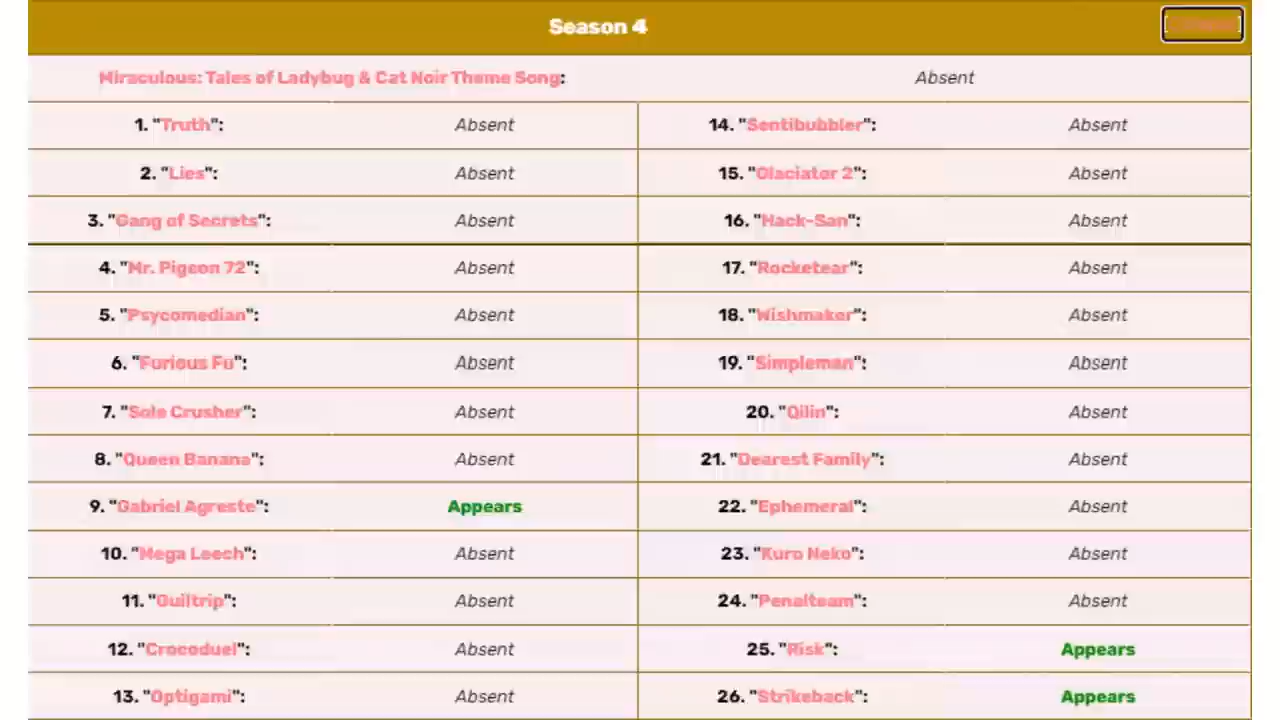 Season 4
Miraculous: Tales of Ladybug & Cat Noir Theme Song: Absent
1. "Truth": Absent 14. "Sentibubbler": Absent
2. "Lies": Absent 15. "Glaciator 2": Absent
3. "Gang of Secrets": Absent 16. "Hack-San": Absent
4. "Mr. Pigeon 72": Absent 17. "Rocketear": Absent
5. "Psycomedian": Absent 18. "Wishmaker": Absent
6. "Furious Fu": Absent 19. "Simpleman": Absent
7. "Sole Crusher": Absent 20. "Qilin": Absent
8. "Queen Banana": Absent 21. "Dearest Family": Absent
9. "Gabriel Agreste": Appears 22. "Ephemeral": Absent
10. "Mega Leech": Absent 23. "Kuro Neko": Absent
11. "Guiltrip": Absent 24. "Penalteam": Absent
12. "Crocoduel": Absent 25. "Risk": Appears
13. "Optigami": Absent 26. "Strikeback": Appears